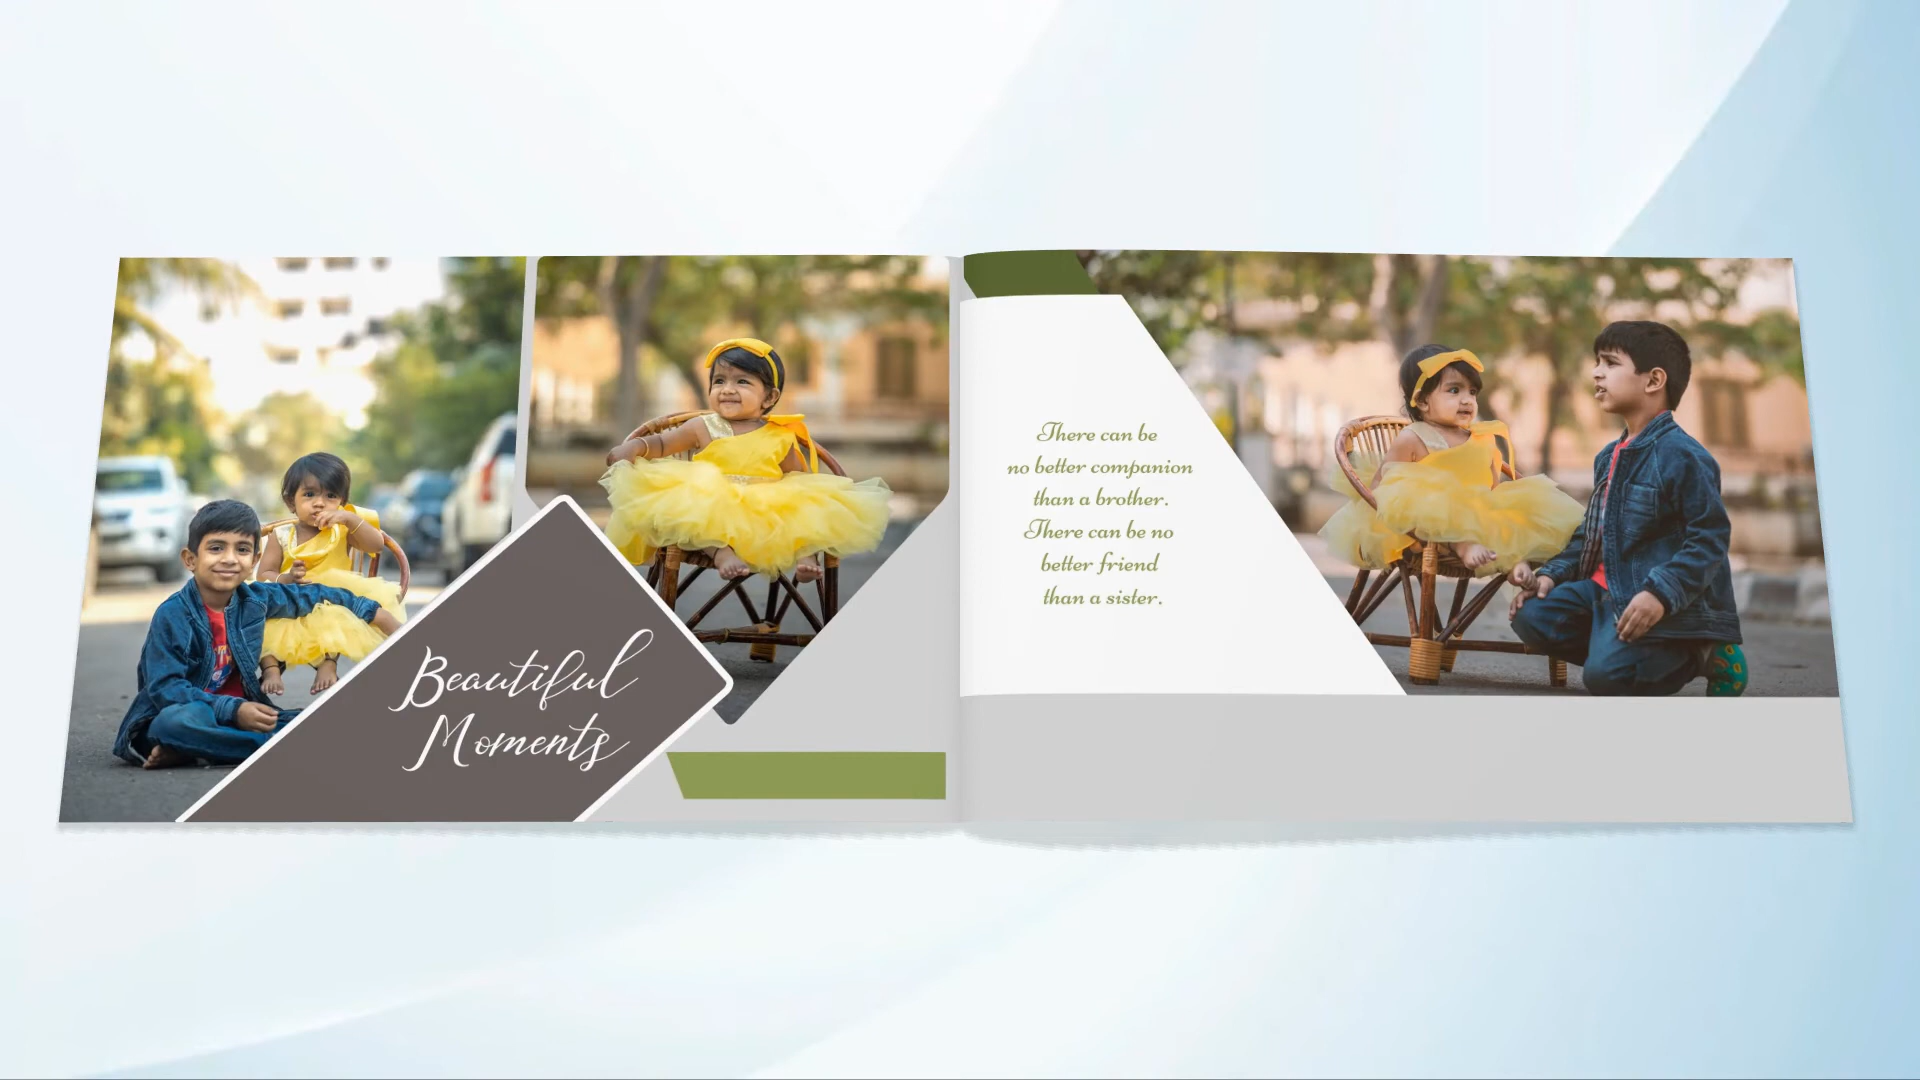 Beautiful
Moments
There can be
no better companion
than a brother.
There can be no
better friend
than a sister.